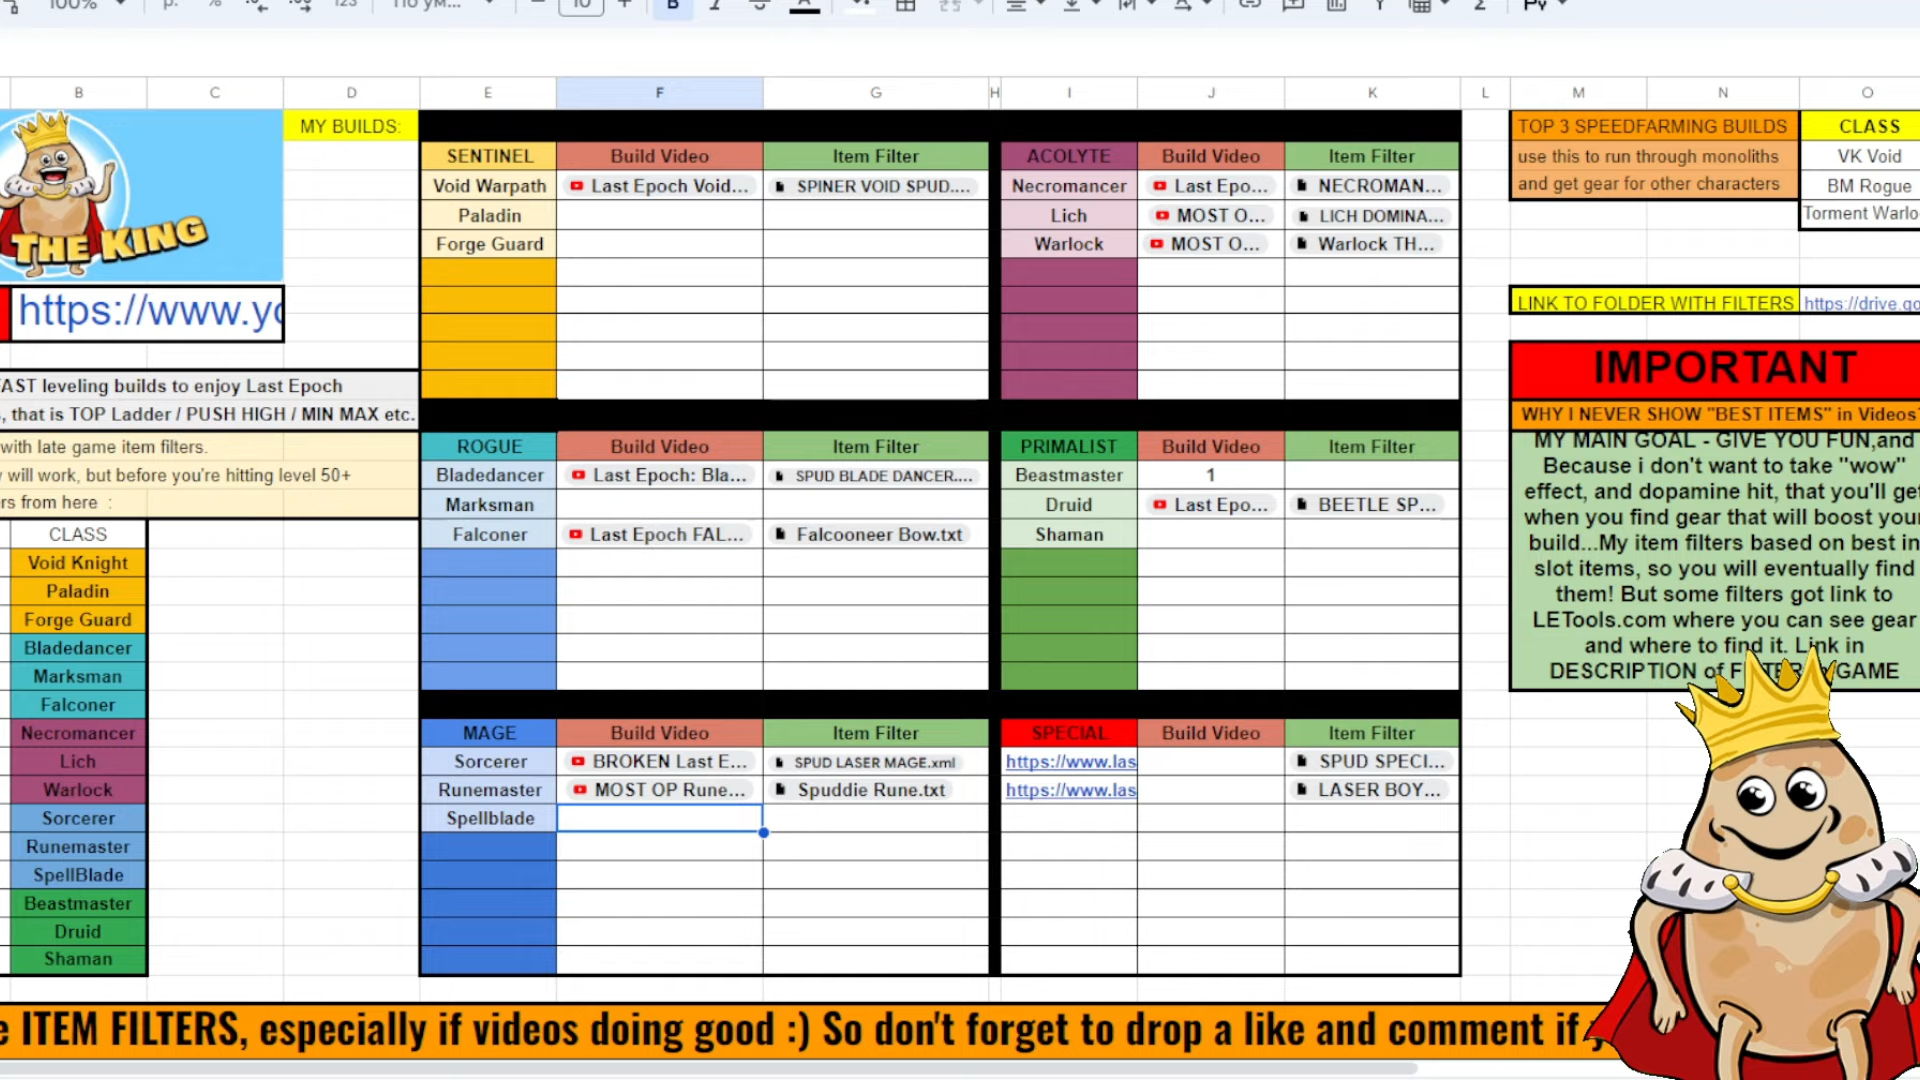 100%
123
10
B C D E F G H I J K L M N O
THE KING
MY BUILDS:
https://www.yo
AST leveling builds to enjoy Last Epoch
, that is TOP Ladder / PUSH HIGH / MIN MAX etc.
with late game item filters.
will work, but before you're hitting level 50+
rs from here :
CLASS
Void Knight
Paladin
Forge Guard
Bladedancer
Marksman
Falconer
Necromancer
Lich
Warlock
Sorcerer
Runemaster
SpellBlade
Beastmaster
Druid
Shaman
SENTINEL Build Video Item Filter
Void Warpath Last Epoch Void... SPINER VOID SPUD....
Paladin
Forge Guard
ROGUE Build Video Item Filter
Bladedancer Last Epoch: Bla... SPUD BLADE DANCER....
Marksman
Falconer Last Epoch FAL... Falcooneer Bow.txt
MAGE Build Video Item Filter
Sorcerer BROKEN Last E... SPUD LASER MAGE.xml
Runemaster MOST OP Rune... Spuddie Rune.txt
Spellblade
ACOLYTE Build Video Item Filter
Necromancer Last Epo... NECROMAN...
Lich MOST O... LICH DOMINA...
Warlock MOST O... Warlock TH...
PRIMALIST Build Video Item Filter
Beastmaster 1
Druid Last Epo... BEETLE SP...
Shaman
SPECIAL Build Video Item Filter
https://www.las SPUD SPECI...
https://www.las LASER BOY...
TOP 3 SPEEDFARMING BUILDS
use this to run through monoliths
and get gear for other characters
CLASS
VK Void
BM Rogue
Torment Warlo
LINK TO FOLDER WITH FILTERS https://drive.go
IMPORTANT
WHY I NEVER SHOW "BEST ITEMS" in Videos?
MY MAIN GOAL - GIVE YOU FUN,and
Because i don't want to take "wow"
effect, and dopamine hit, that you'll get
when you find gear that will boost your
build...My item filters based on best in
slot items, so you will eventually find
them! But some filters got link to
LETools.com where you can see gear
and where to find it. Link in
DESCRIPTION of GAME
e ITEM FILTERS, especially if videos doing good :) So don't forget to drop a like and comment if